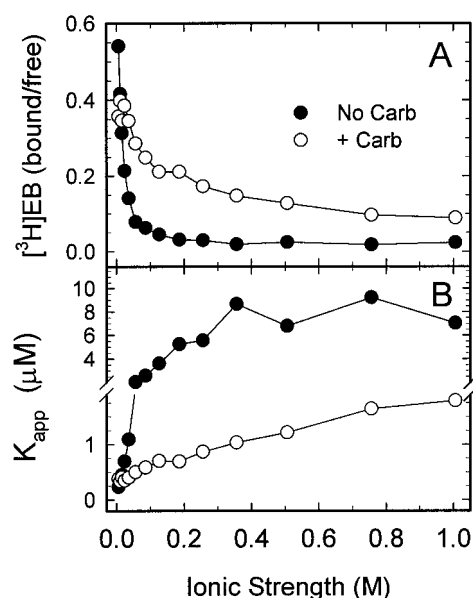 A
[³H]EB (bound/free)
0.6
0.4
0.2
0.0
No Carb
+ Carb
B
K_app (μM)
10
8
6
4
1
0
0.0 0.2 0.4 0.6 0.8 1.0
Ionic Strength (M)